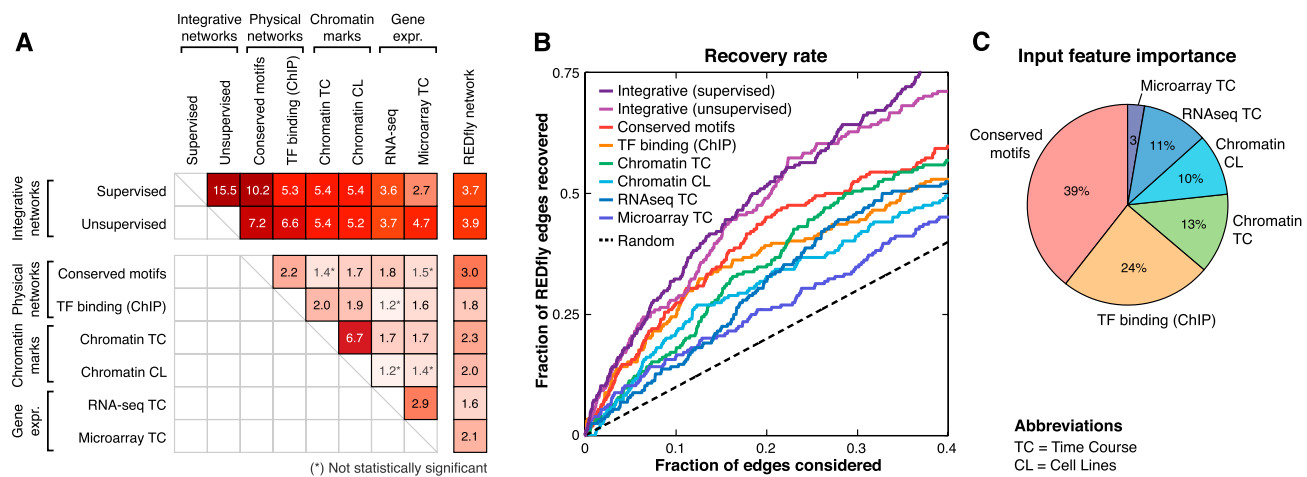 A
Integrative
networks
Physical
networks
Chromatin
marks
Gene
expr.
Supervised
Unsupervised
Conserved motifs
TF binding (ChIP)
Chromatin TC
Chromatin CL
RNA-seq
Microarray TC
REDfly network
Integrative
networks
Supervised 15.5 10.2 5.3 5.4 5.4 3.6 2.7 3.7
Unsupervised 7.2 6.6 5.4 5.2 3.7 4.7 3.9
Physical
networks
Conserved motifs 2.2 1.4* 1.7 1.8 1.5* 3.0
TF binding (ChIP) 2.0 1.9 1.2* 1.6 1.8
Chromatin
marks
Chromatin TC 6.7 1.7 1.7 2.3
Chromatin CL 1.2* 1.4* 2.0
Gene
expr.
RNA-seq TC 2.9 1.6
Microarray TC 2.1
(*) Not statistically significant
B
Recovery rate
Fraction of REDfly edges recovered
0.75
0.5
0.25
0
Integrative (supervised)
Integrative (unsupervised)
Conserved motifs
TF binding (ChIP)
Chromatin TC
Chromatin CL
RNAseq TC
Microarray TC
Random
0 0.1 0.2 0.3 0.4
Fraction of edges considered
C
Input feature importance
Microarray TC
3
RNAseq TC
11%
Chromatin
CL
10%
Chromatin
TC
13%
TF binding (ChIP)
24%
Conserved
motifs
39%
Abbreviations
TC = Time Course
CL = Cell Lines